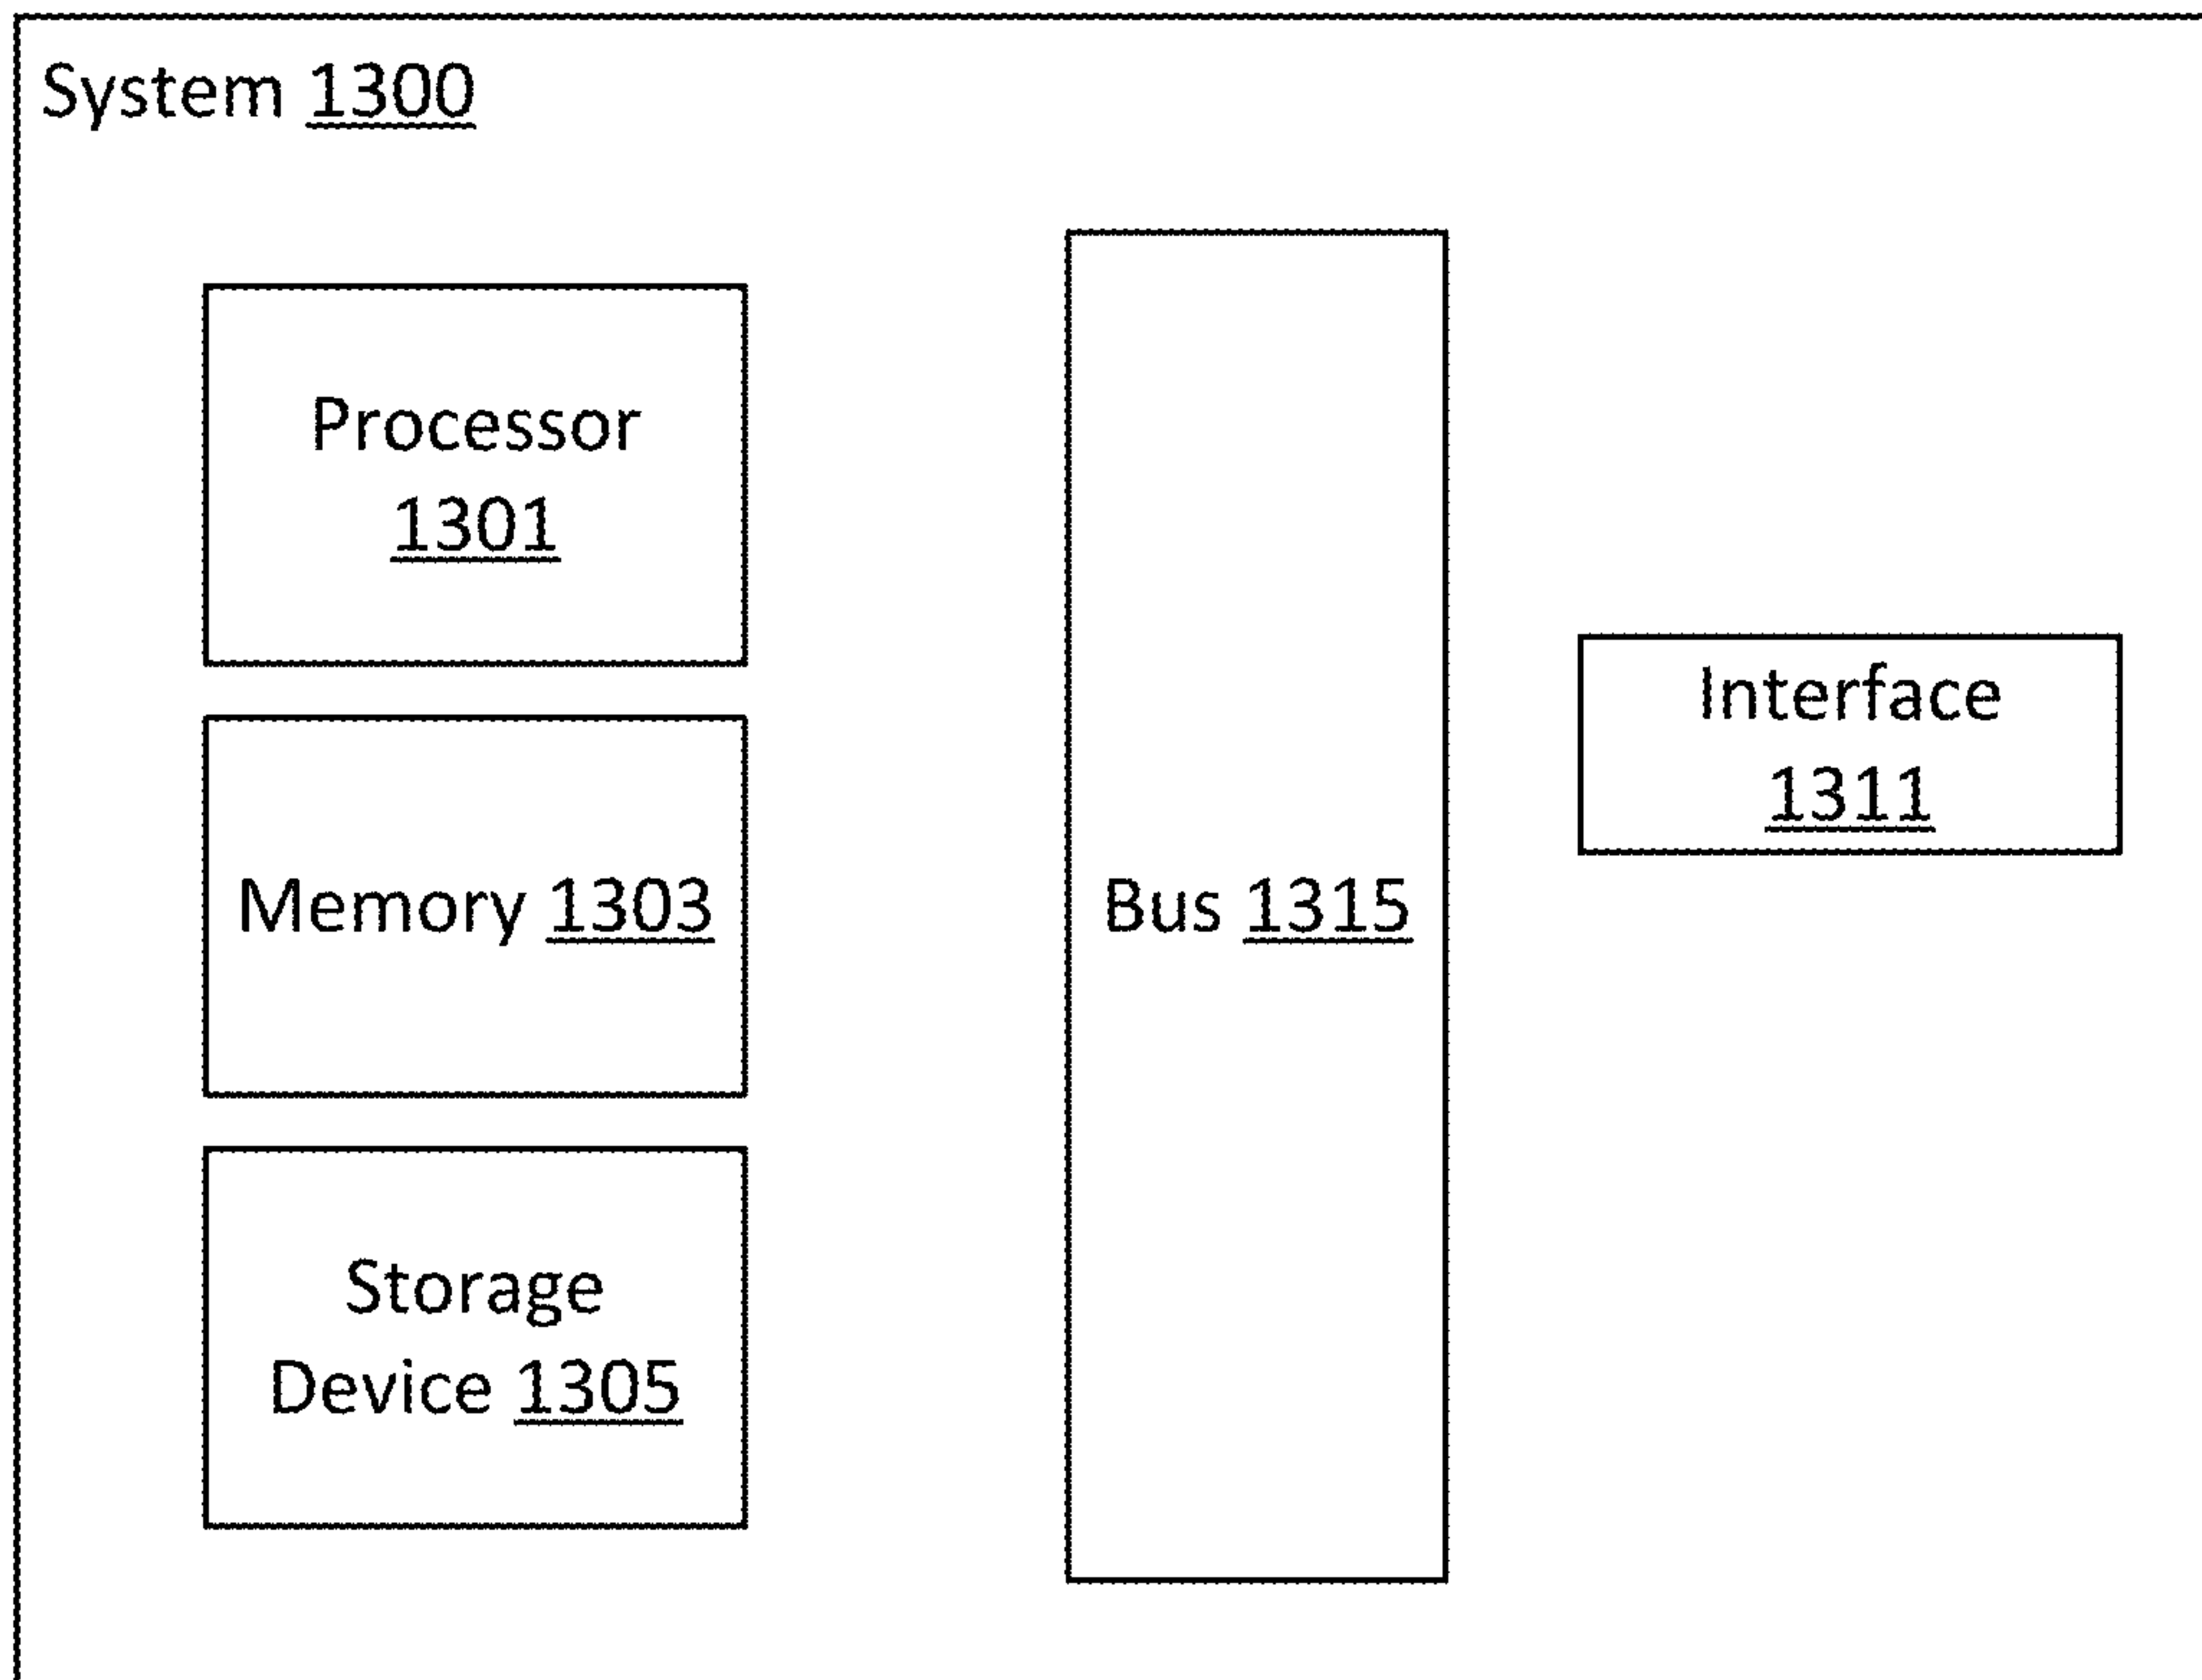 System 1300
Processor
1301
Memory 1303
Storage
Device 1305
Bus 1315
Interface
1311